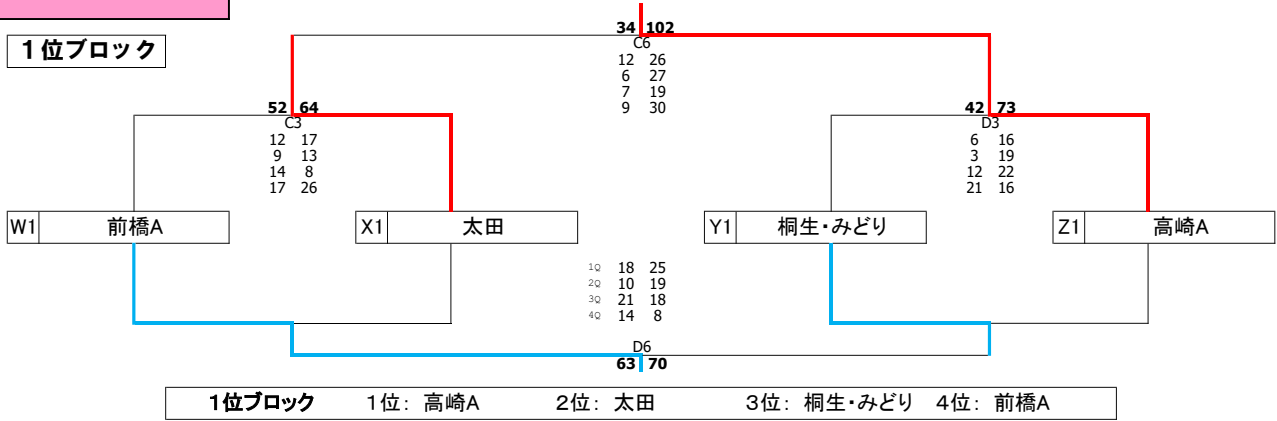 34 102
C6
1位ブロック
12 26
6 27
7 19
9 30
52 64
C3
12 17
9 13
14 8
17 26
42 73
D3
6 16
3 19
12 22
21 16
W1 前橋A
X1 太田
Y1 桐生・みどり
Z1 高崎A
1Q 18 25
2Q 10 19
3Q 21 18
4Q 14 8
D6
63 70
1位ブロック 1位: 高崎A 2位: 太田 3位: 桐生・みどり 4位: 前橋A